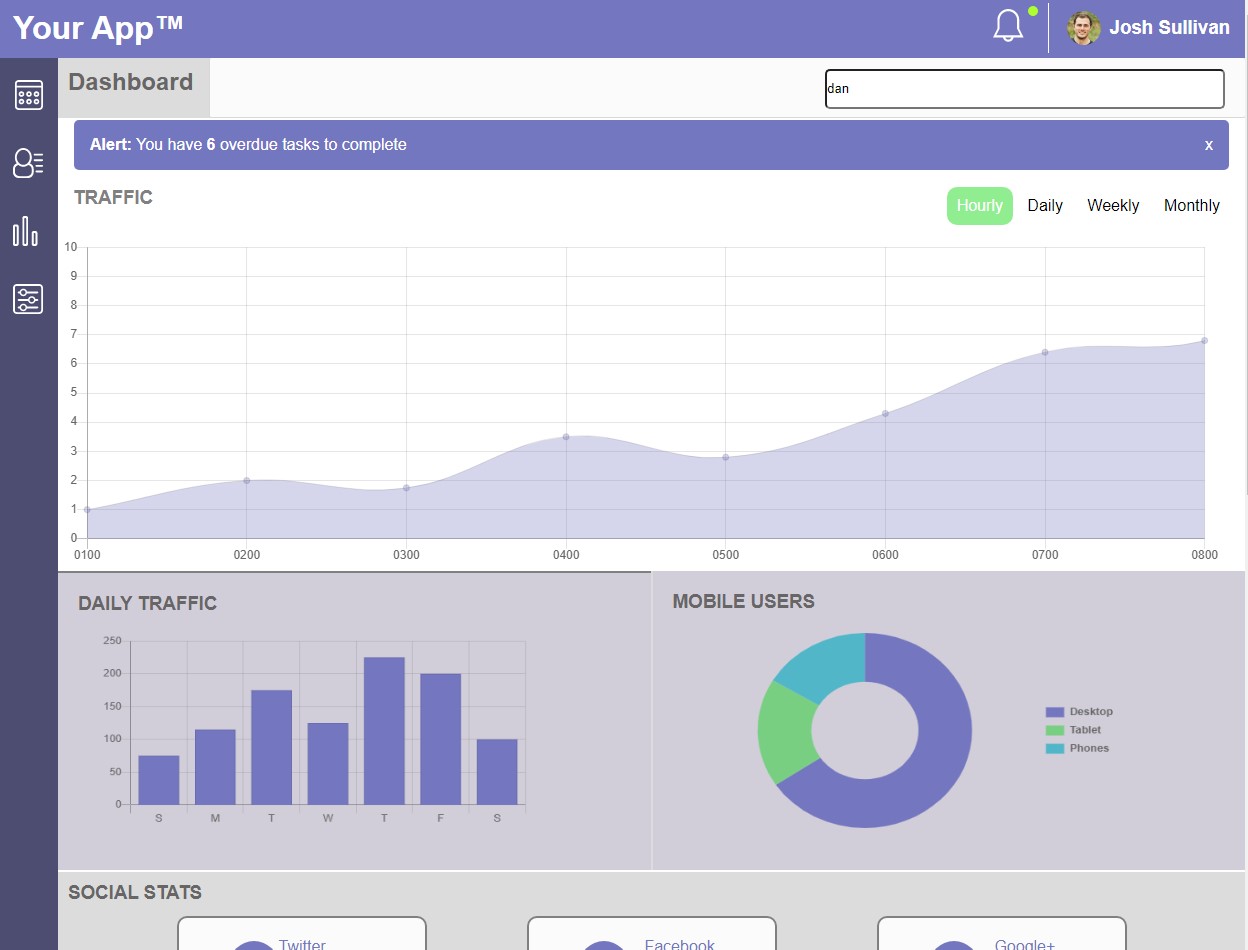 Your App™
Josh Sullivan
Dashboard
dan
Alert: You have 6 overdue tasks to complete
x
TRAFFIC
Hourly
Daily
Weekly
Monthly
10
9
8
7
6
5
4
3
2
1
0
0100
0200
0300
0400
0500
0600
0700
0800
DAILY TRAFFIC
250
200
150
100
50
0
S
M
T
W
T
F
S
MOBILE USERS
Desktop
Tablet
Phones
SOCIAL STATS
Twitter
Facebook
Google+